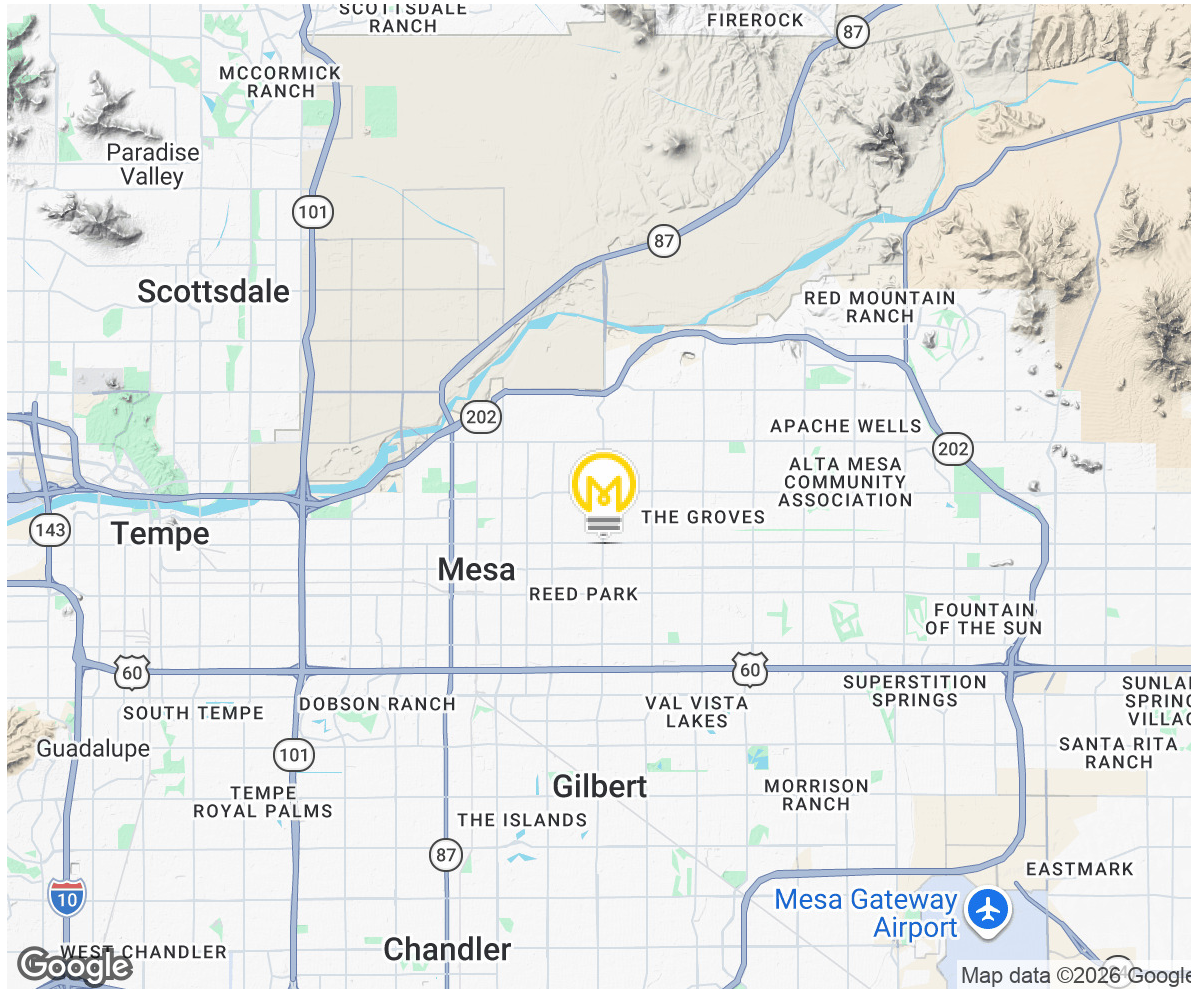 SCOTTSDALE
RANCH
FIREROCK
87
MCCORMICK
RANCH
Paradise
Valley
101
87
Scottsdale
RED MOUNTAIN
RANCH
202
APACHE WELLS
202
ALTA MESA
COMMUNITY
ASSOCIATION
M
THE GROVES
143
Tempe
Mesa
REED PARK
FOUNTAIN
OF THE SUN
60
60
SUPERSTITION
SPRINGS
SUNLA
SPRING
VILLAG
DOBSON RANCH
VAL VISTA
LAKES
SOUTH TEMPE
Guadalupe
101
SANTA RITA
RANCH
Gilbert
MORRISON
RANCH
TEMPE
ROYAL PALMS
THE ISLANDS
87
EASTMARK
10
Mesa Gateway
Airport
WEST CHANDLER
Chandler
Google
Map data ©2026 Google